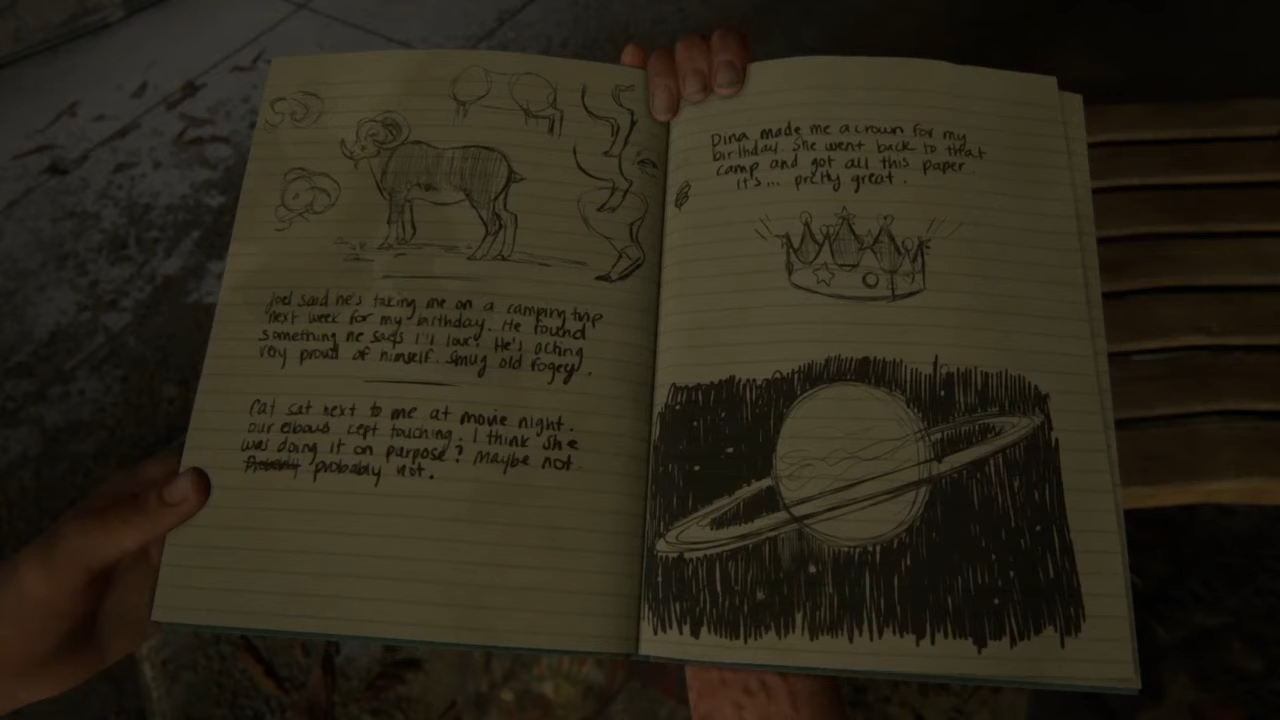 Joel said he's taking me on a camping trip
next week for my birthday. He found
something he says I'll love. He's acting
very proud of himself. Smug old fogey.
Cat sat next to me at movie night.
our elbows kept touching. I think she
was doing it on purpose? Maybe not.
Probably probably not.
Dina made me a crown for my
birthday. She went back to that
camp and got all this paper.
It's... pretty great.